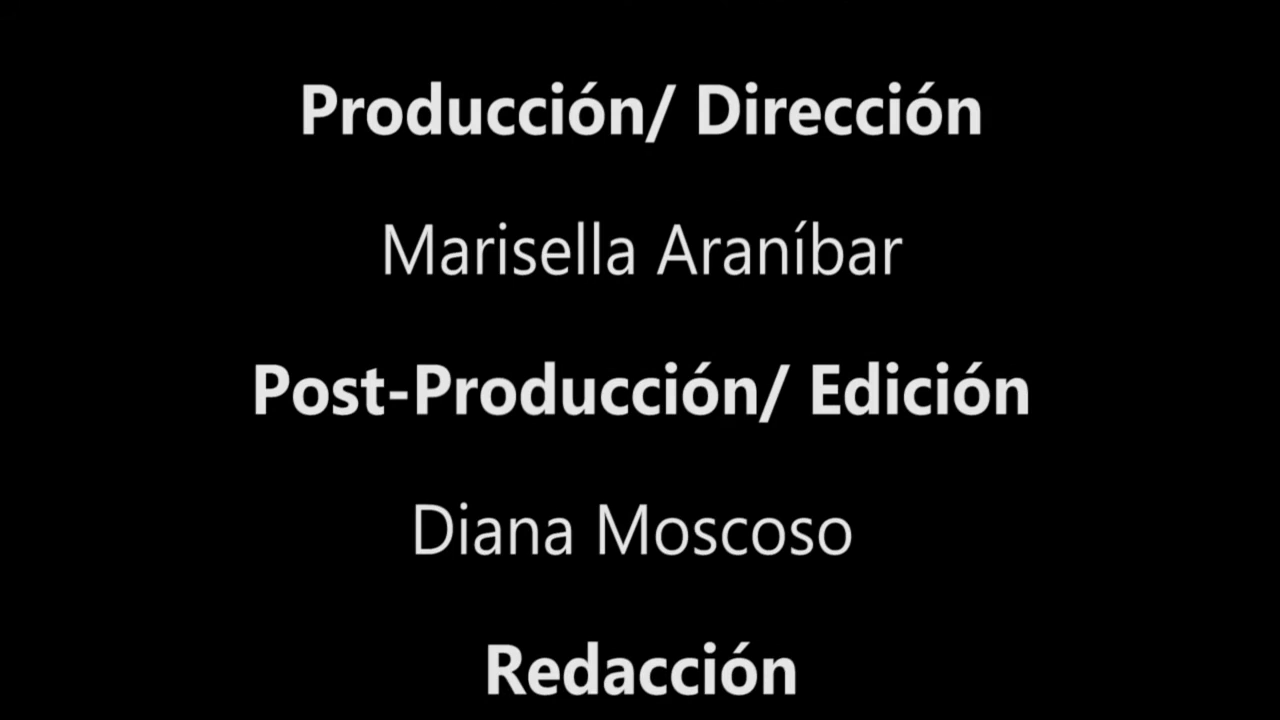 Producción/ Dirección
Marisella Araníbar
Post-Producción/ Edición
Diana Moscoso
Redacción